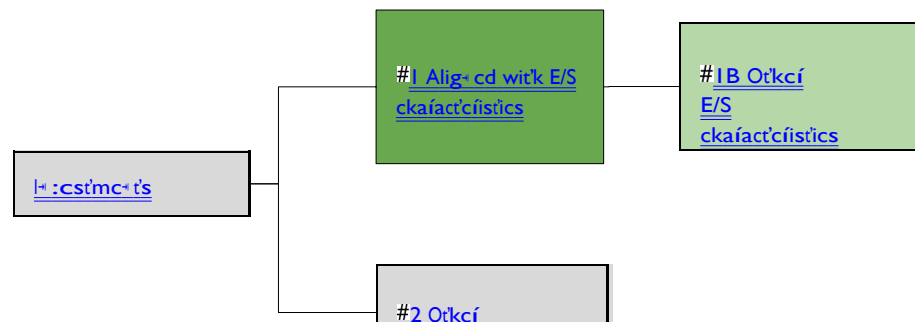 #1 Alig⫞cd wiťk E/S
ckaíacťcíisťics
#1B Oťkcí
E/S
ckaíacťcíisťics
#2 Oťkcí